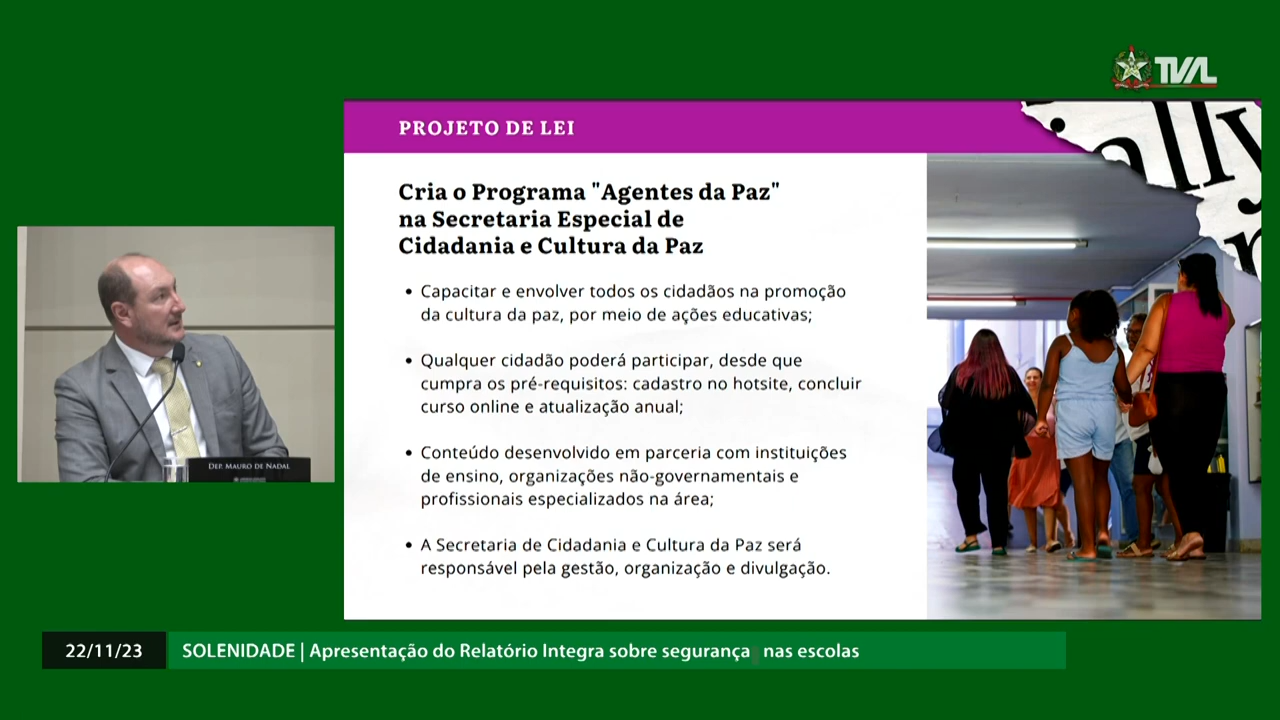 TVAL
PROJETO DE LEI
ally
Cria o Programa "Agentes da Paz"
na Secretaria Especial de
Cidadania e Cultura da Paz
• Capacitar e envolver todos os cidadãos na promoção
da cultura da paz, por meio de ações educativas;
• Qualquer cidadão poderá participar, desde que
cumpra os pré-requisitos: cadastro no hotsite, concluir
curso online e atualização anual;
• Conteúdo desenvolvido em parceria com instituições
de ensino, organizações não-governamentais e
profissionais especializados na área;
• A Secretaria de Cidadania e Cultura da Paz será
responsável pela gestão, organização e divulgação.
DEP. MAURO DE NADAL
22/11/23
SOLENIDADE | Apresentação do Relatório Integra sobre segurança nas escolas